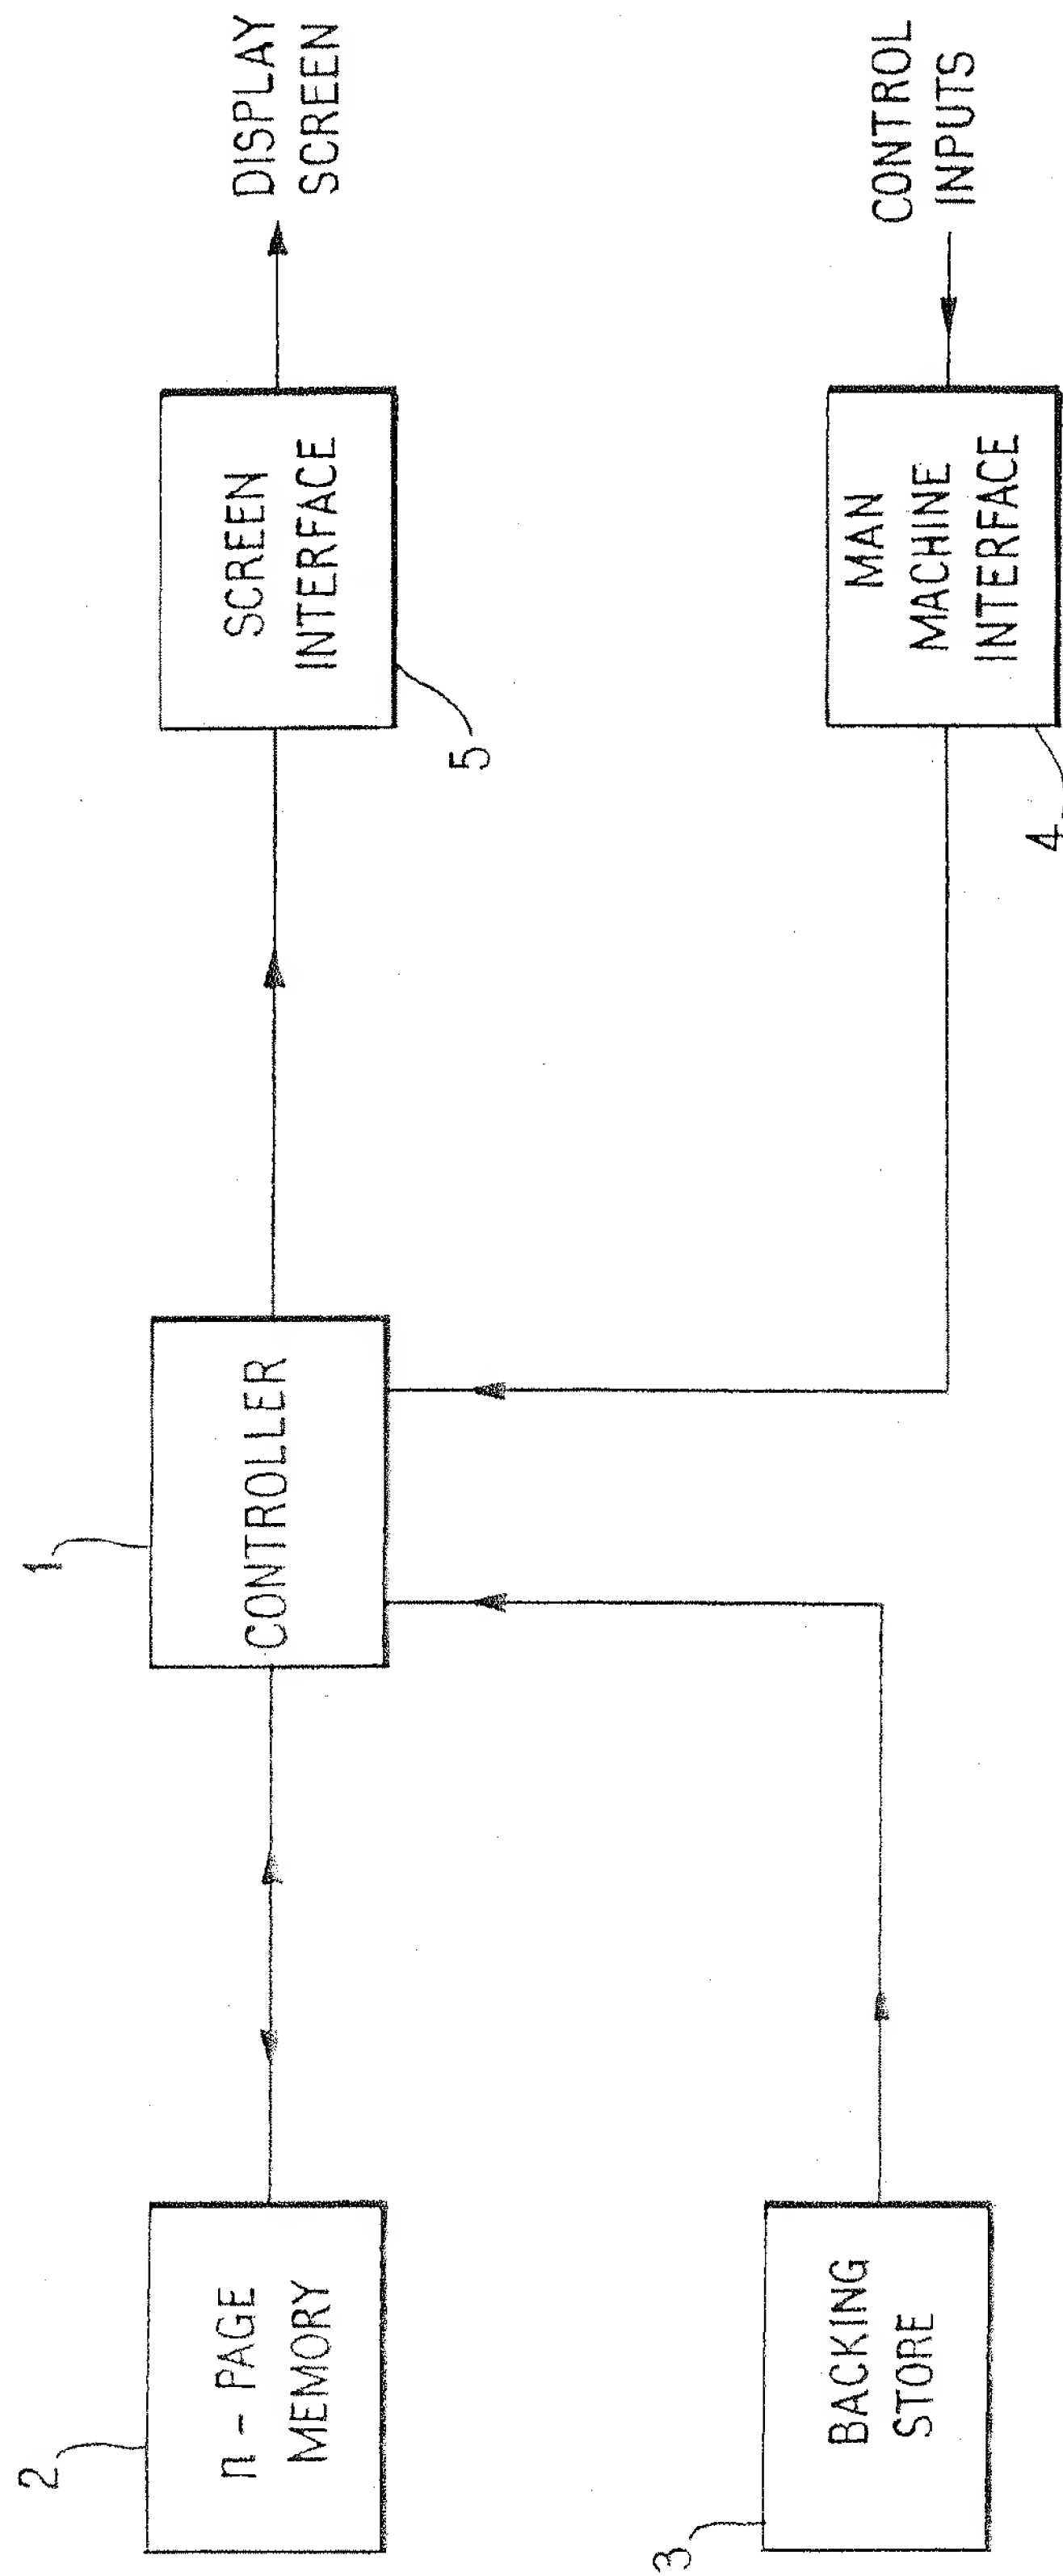 1
2
n - PAGE
MEMORY
CONTROLLER
SCREEN
INTERFACE
DISPLAY
SCREEN
5
3
BACKING
STORE
MAN
MACHINE
INTERFACE
4
CONTROL
INPUTS